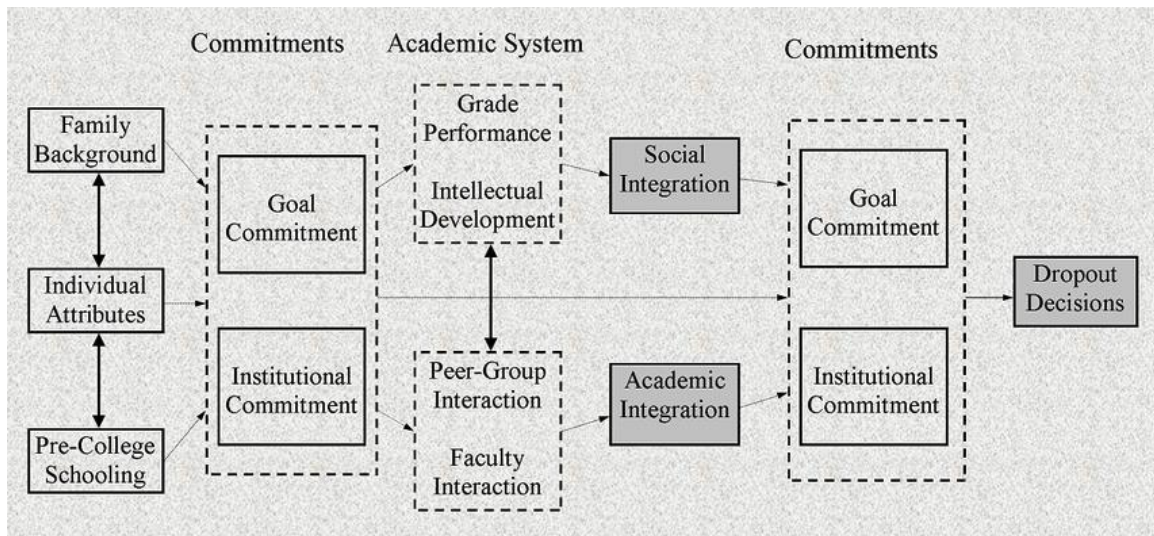 Commitments
Academic System
Commitments
Family
Background
Individual
Attributes
Pre-College
Schooling
Goal
Commitment
Institutional
Commitment
Grade
Performance
Intellectual
Development
Peer-Group
Interaction
Faculty
Interaction
Social
Integration
Academic
Integration
Goal
Commitment
Institutional
Commitment
Dropout
Decisions